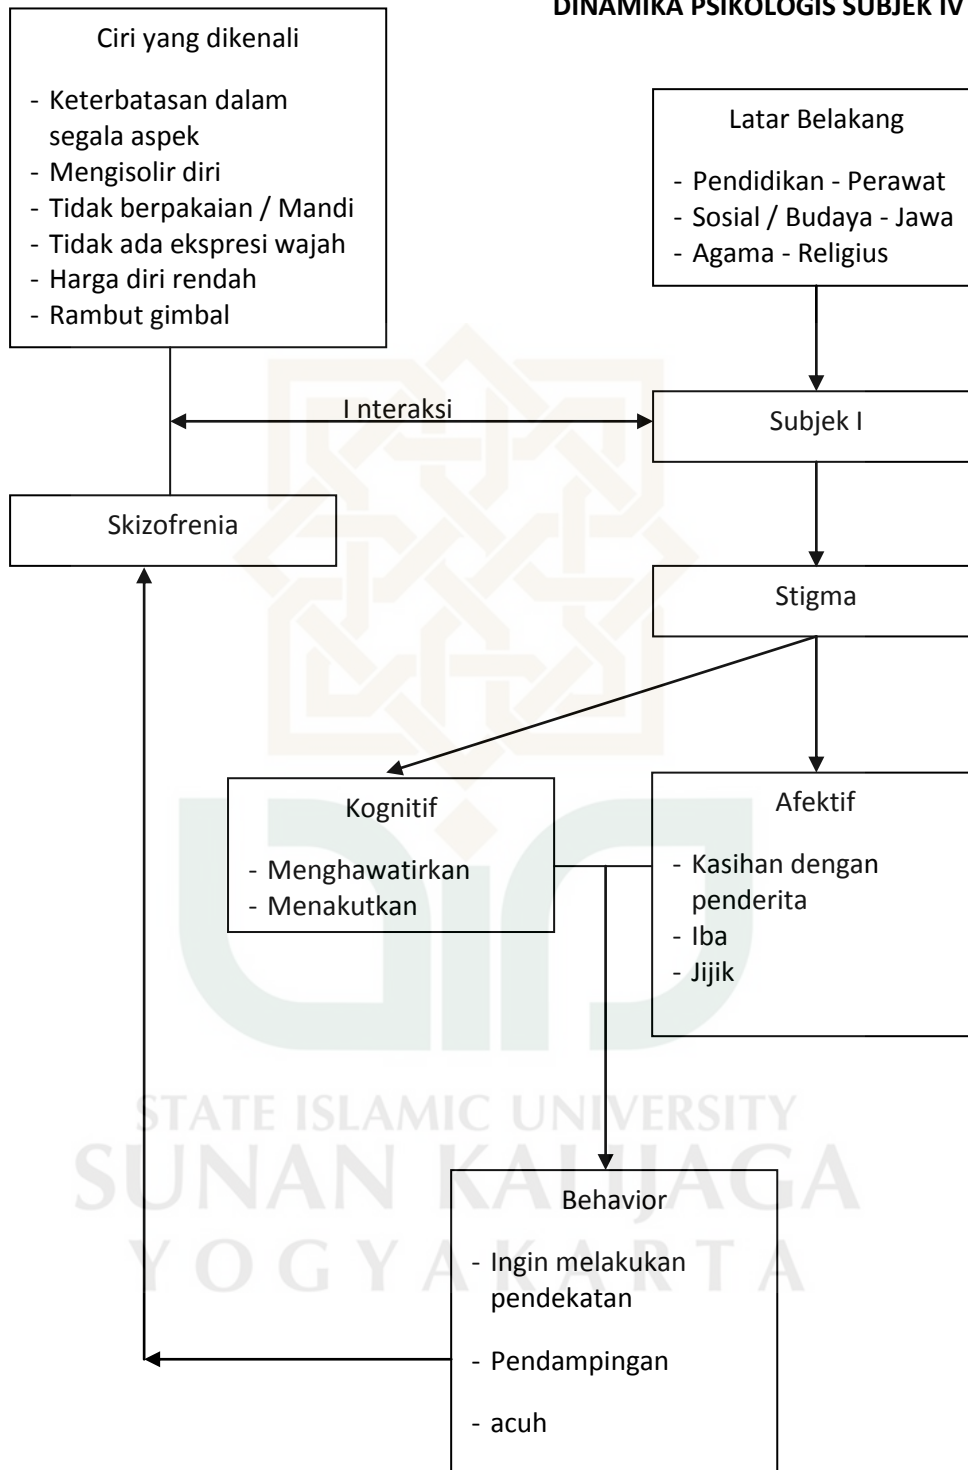 DINAMIKA PSIKOLOGIS SUBJEK IV
Ciri yang dikenali
- Keterbatasan dalam
segala aspek
- Mengisolir diri
- Tidak berpakaian / Mandi
- Tidak ada ekspresi wajah
- Harga diri rendah
- Rambut gimbal
Latar Belakang
- Pendidikan - Perawat
- Sosial / Budaya - Jawa
- Agama - Religius
I nteraksi
Subjek I
Skizofrenia
Stigma
Kognitif
- Menghawatirkan
- Menakutkan
Afektif
- Kasihan dengan
penderita
- Iba
- Jijik
STATE ISLAMIC UNIVERSITY
SUNAN KALIJAGA
YOGYAKARTA
Behavior
- Ingin melakukan
pendekatan
- Pendampingan
- acuh